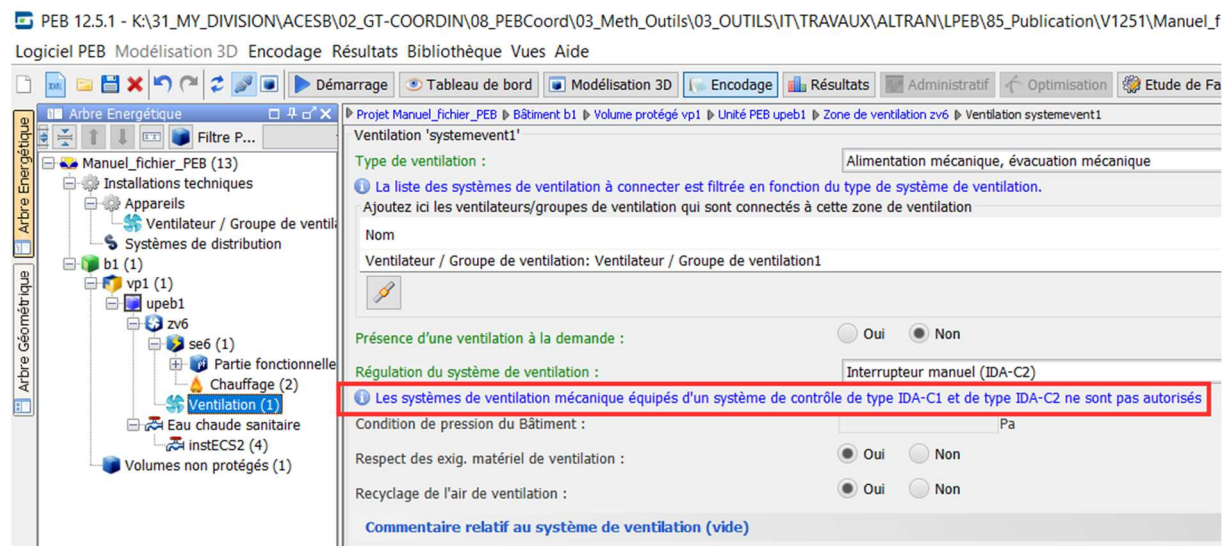 PEB 12.5.1 - K:\31_MY_DIVISION\ACESB\02_GT-COORDIN\08_PEBCoord\03_Meth_Outils\03_OUTILS\IT\TRAVAUX\ALTRAN\LPEB\85_Publication\V1251\Manuel_f
Logiciel PEB Modélisation 3D Encodage Résultats Bibliothèque Vues Aide
Démarrage Tableau de bord Modélisation 3D Encodage Résultats Administratif Optimisation Etude de Fa
Arbre Energétique
Projet Manuel_fichier_PEB Bâtiment b1 Volume protégé vp1 Unité PEB upeb1 Zone de ventilation zv6 Ventilation systemevent1
Arbre Energétique
Arbre Géométrique
Filtre P...
Manuel_fichier_PEB (13)
Installations techniques
Appareils
Ventilateur / Groupe de ventil
Systèmes de distribution
b1 (1)
vp1 (1)
upeb1
zv6
se6 (1)
Partie fonctionnelle
Chauffage (2)
Ventilation (1)
Eau chaude sanitaire
instECS2 (4)
Volumes non protégés (1)
Ventilation 'systemevent1'
Type de ventilation : Alimentation mécanique, évacuation mécanique
La liste des systèmes de ventilation à connecter est filtrée en fonction du type de système de ventilation.
Ajoutez ici les ventilateurs/groupes de ventilation qui sont connectés à cette zone de ventilation
Nom
Ventilateur / Groupe de ventilation: Ventilateur / Groupe de ventilation1
Présence d'une ventilation à la demande : Oui Non
Régulation du système de ventilation : Interrupteur manuel (IDA-C2)
Les systèmes de ventilation mécanique équipés d'un système de contrôle de type IDA-C1 et de type IDA-C2 ne sont pas autorisés
Condition de pression du Bâtiment : Pa
Respect des exig. matériel de ventilation : Oui Non
Recyclage de l'air de ventilation : Oui Non
Commentaire relatif au système de ventilation (vide)